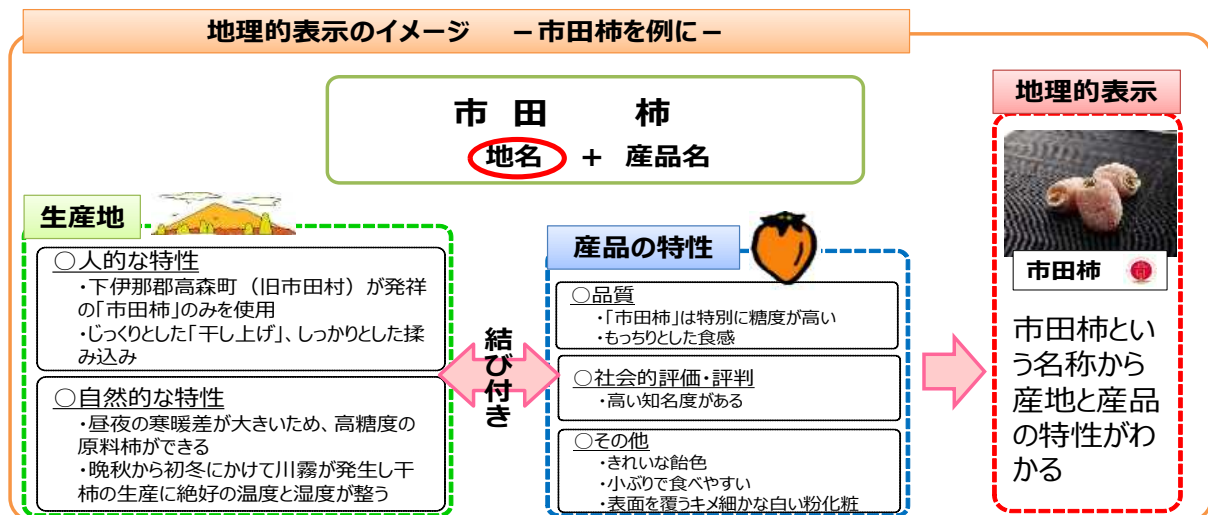 地理的表示のイメージ －市田柿を例に－
市田 柿
地名 + 産品名
生産地
○人的な特性
・下伊那郡高森町（旧市田村）が発祥
の「市田柿」のみを使用
・じっくりとした「干し上げ」、しっかりとした揉
み込み
○自然的な特性
・昼夜の寒暖差が大きいため、高糖度の
原料柿ができる
・晩秋から初冬にかけて川霧が発生し干
柿の生産に絶好の温度と湿度が整う
結び付き
産品の特性
○品質
・「市田柿」は特別に糖度が高い
・もっちりとした食感
○社会的評価・評判
・高い知名度がある
○その他
・きれいな飴色
・小ぶりで食べやすい
・表面を覆うキメ細かな白い粉化粧
地理的表示
市田柿
市田柿とい
う名称から
産地と産品
の特性がわ
かる